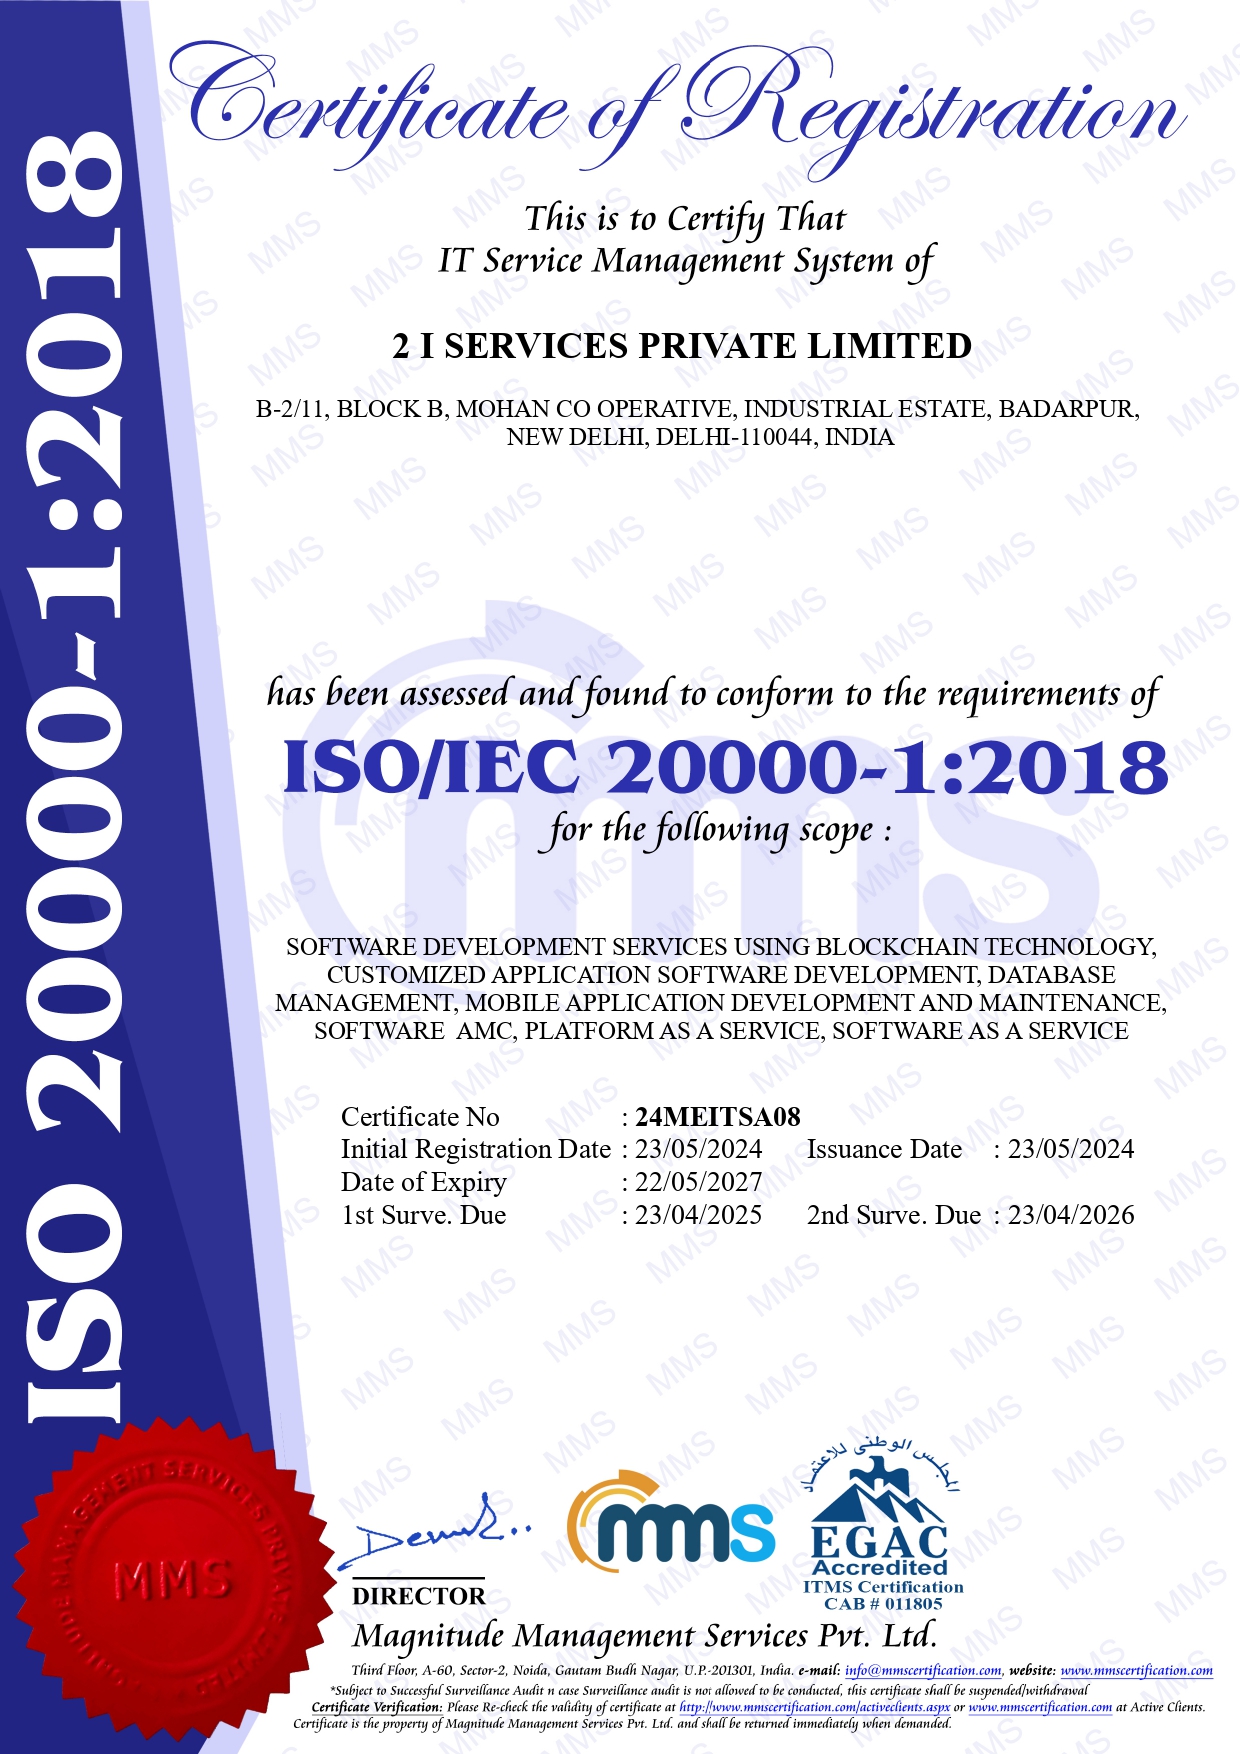 Certificate of Registration
This is to Certify That
IT Service Management System of
2 I SERVICES PRIVATE LIMITED
B-2/11, BLOCK B, MOHAN CO OPERATIVE, INDUSTRIAL ESTATE, BADARPUR,
NEW DELHI, DELHI-110044, INDIA
has been assessed and found to conform to the requirements of
ISO/IEC 20000-1:2018
for the following scope :
SOFTWARE DEVELOPMENT SERVICES USING BLOCKCHAIN TECHNOLOGY,
CUSTOMIZED APPLICATION SOFTWARE DEVELOPMENT, DATABASE
MANAGEMENT, MOBILE APPLICATION DEVELOPMENT AND MAINTENANCE,
SOFTWARE AMC, PLATFORM AS A SERVICE, SOFTWARE AS A SERVICE
Certificate No : 24MEITSA08
Initial Registration Date : 23/05/2024 Issuance Date : 23/05/2024
Date of Expiry : 22/05/2027
1st Surve. Due : 23/04/2025 2nd Surve. Due : 23/04/2026
ISO 20000-1:2018
MANAGEMENT SERVICES PRIVATE
MMS
mms
المجلس الوطني للاعتماد
EGAC
Accredited
ITMS Certification
CAB # 011805
DIRECTOR
Magnitude Management Services Pvt. Ltd.
Third Floor, A-60, Sector-2, Noida, Gautam Budh Nagar, U.P.-201301, India. e-mail: info@mmscertification.com, website: www.mmscertification.com
*Subject to Successful Surveillance Audit n case Surveillance audit is not allowed to be conducted, this certificate shall be suspended/withdrawal
Certificate Verification: Please Re-check the validity of certificate at http://www.mmscertification.com/activeclients.aspx or www.mmscertification.com at Active Clients.
Certificate is the property of Magnitude Management Services Pvt. Ltd. and shall be returned immediately when demanded.